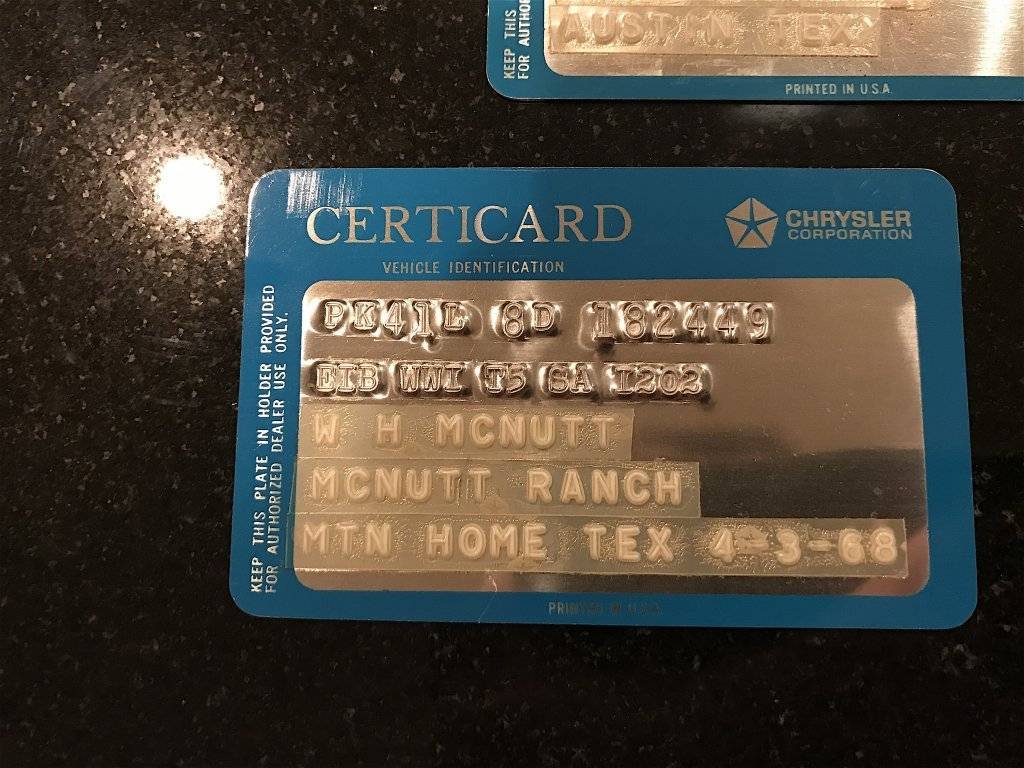 KEEP THIS
FOR AUTHOR
AUSTIN TEX
PRINTED IN U.S.A.
CERTICARD
CHRYSLER
CORPORATION
VEHICLE IDENTIFICATION
KEEP THIS PLATE IN HOLDER PROVIDED
FOR AUTHORIZED DEALER USE ONLY.
PK41L 8D 182449
EIB WWI T5 SA I202
W H MCNUTT
MCNUTT RANCH
MTN HOME TEX 4-3-68
PRINTED IN U.S.A.